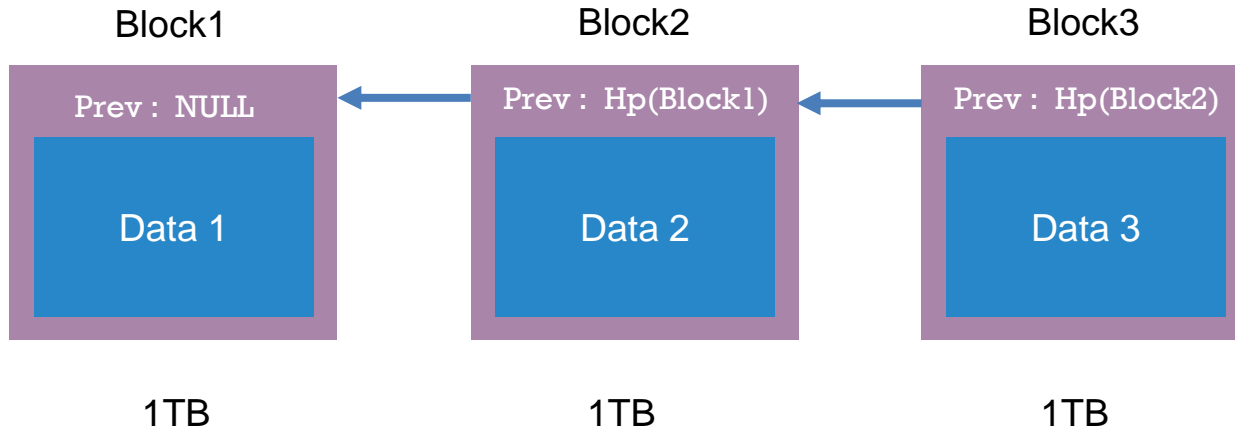 Block1
Block2
Block3
Prev : NULL
Prev : Hp(Block1)
Prev : Hp(Block2)
Data 1
Data 2
Data 3
1TB
1TB
1TB